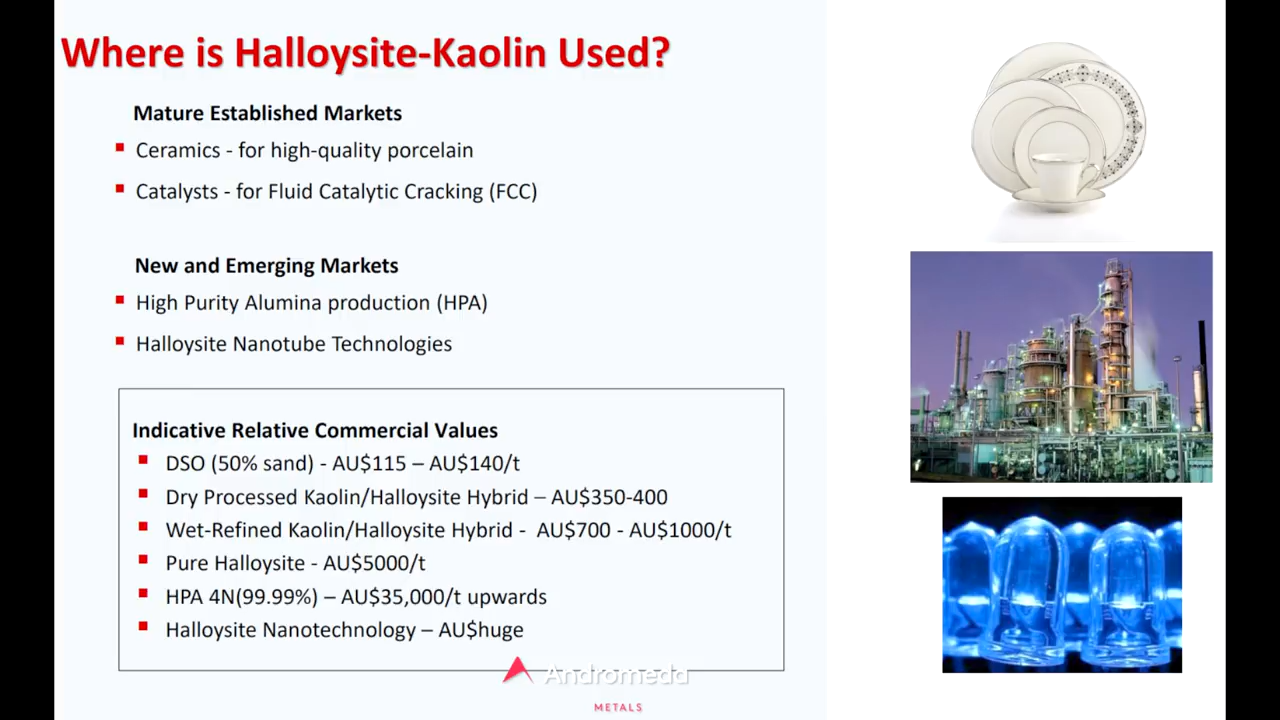 Where is Halloysite-Kaolin Used?
Mature Established Markets
Ceramics - for high-quality porcelain
Catalysts - for Fluid Catalytic Cracking (FCC)
New and Emerging Markets
High Purity Alumina production (HPA)
Halloysite Nanotube Technologies
Indicative Relative Commercial Values
DSO (50% sand) - AU$115 – AU$140/t
Dry Processed Kaolin/Halloysite Hybrid – AU$350-400
Wet-Refined Kaolin/Halloysite Hybrid - AU$700 - AU$1000/t
Pure Halloysite - AU$5000/t
HPA 4N(99.99%) – AU$35,000/t upwards
Halloysite Nanotechnology – AU$huge
Andromeda
METALS